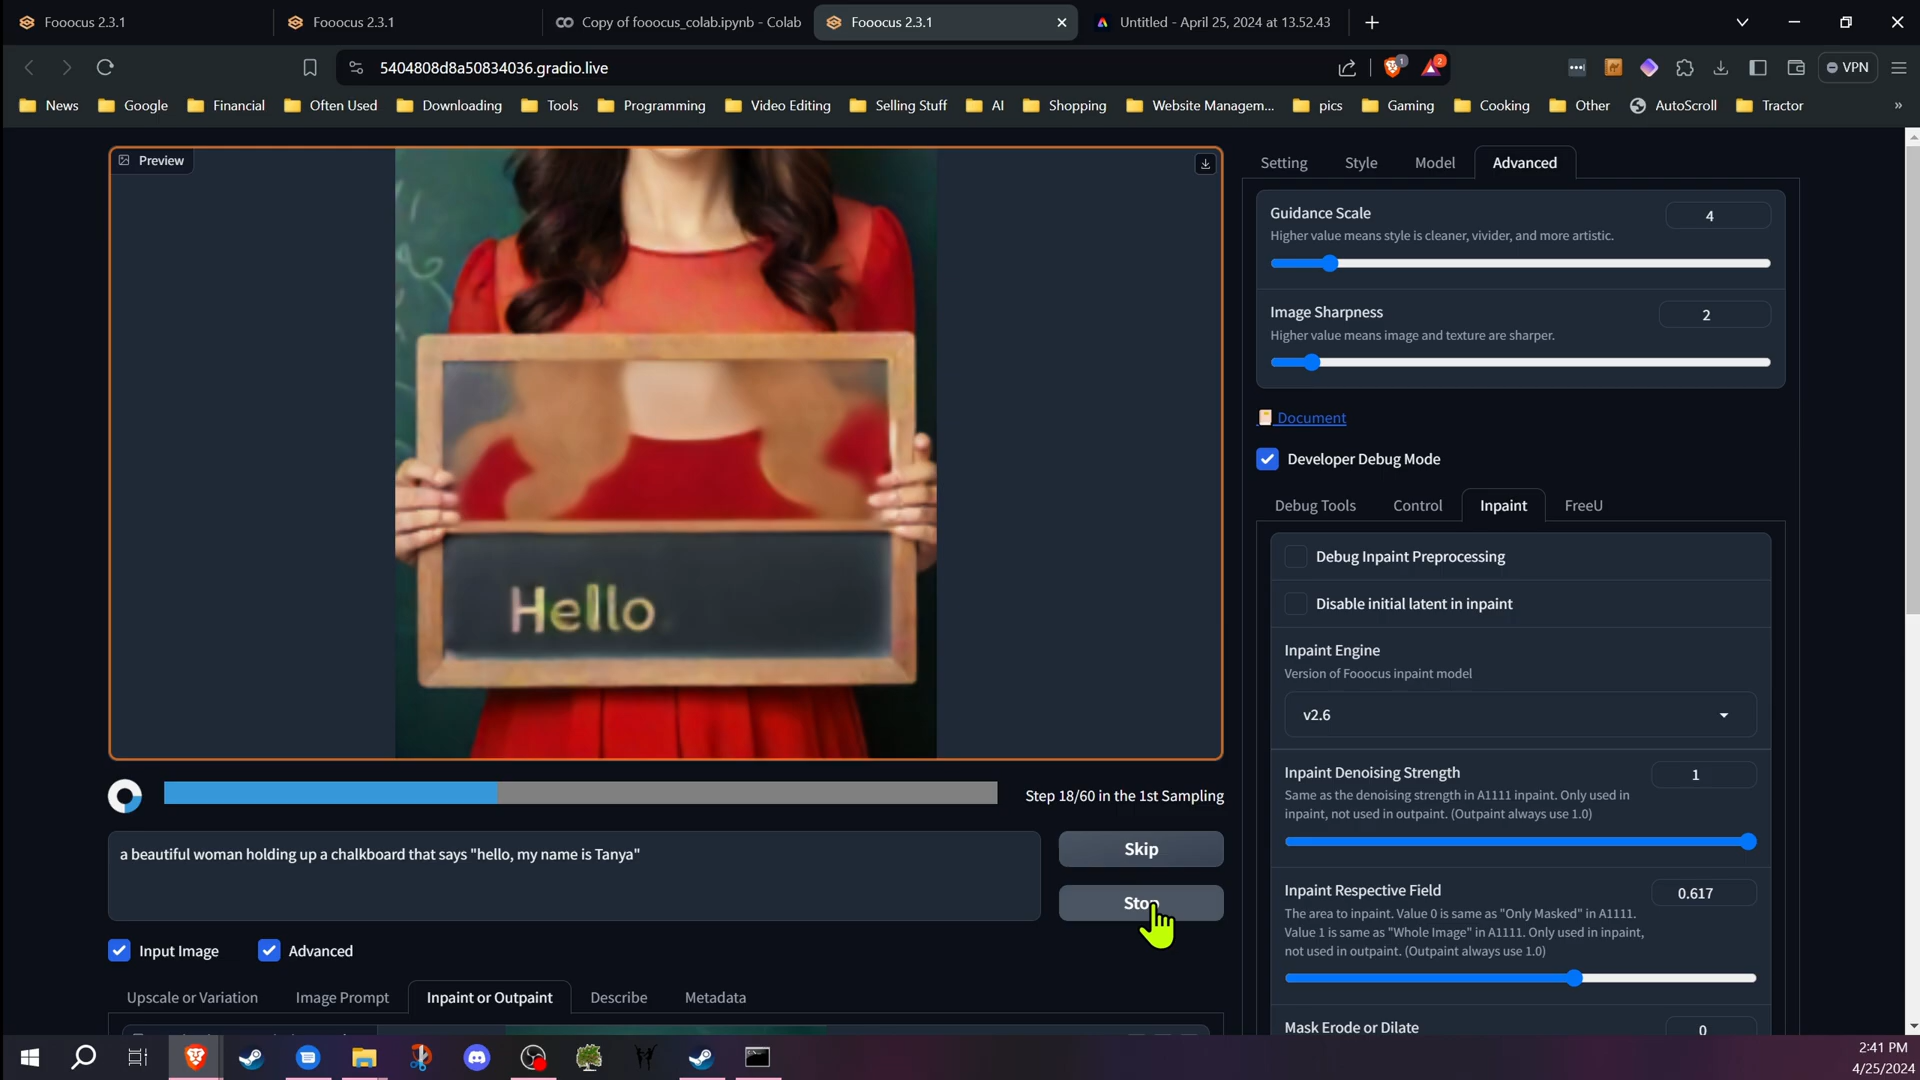 Fooocus 2.3.1
Fooocus 2.3.1
Copy of fooocus_colab.ipynb - Colab
Fooocus 2.3.1
Untitled - April 25, 2024 at 13.52.43
5404808d8a50834036.gradio.live
1
2
VPN
News
Google
Financial
Often Used
Downloading
Tools
Programming
Video Editing
Selling Stuff
AI
Shopping
Website Managem...
pics
Gaming
Cooking
Other
AutoScroll
Tractor
»
Preview
Hello
Step 18/60 in the 1st Sampling
a beautiful woman holding up a chalkboard that says "hello, my name is Tanya"
Skip
Stop
Input Image
Advanced
Upscale or Variation
Image Prompt
Inpaint or Outpaint
Describe
Metadata
Setting
Style
Model
Advanced
Guidance Scale
4
Higher value means style is cleaner, vivider, and more artistic.
Image Sharpness
2
Higher value means image and texture are sharper.
Document
Developer Debug Mode
Debug Tools
Control
Inpaint
FreeU
Debug Inpaint Preprocessing
Disable initial latent in inpaint
Inpaint Engine
Version of Fooocus inpaint model
v2.6
Inpaint Denoising Strength
1
Same as the denoising strength in A1111 inpaint. Only used in
inpaint, not used in outpaint. (Outpaint always use 1.0)
Inpaint Respective Field
0.617
The area to inpaint. Value 0 is same as "Only Masked" in A1111.
Value 1 is same as "Whole Image" in A1111. Only used in inpaint,
not used in outpaint. (Outpaint always use 1.0)
Mask Erode or Dilate
0
2:41 PM
4/25/2024